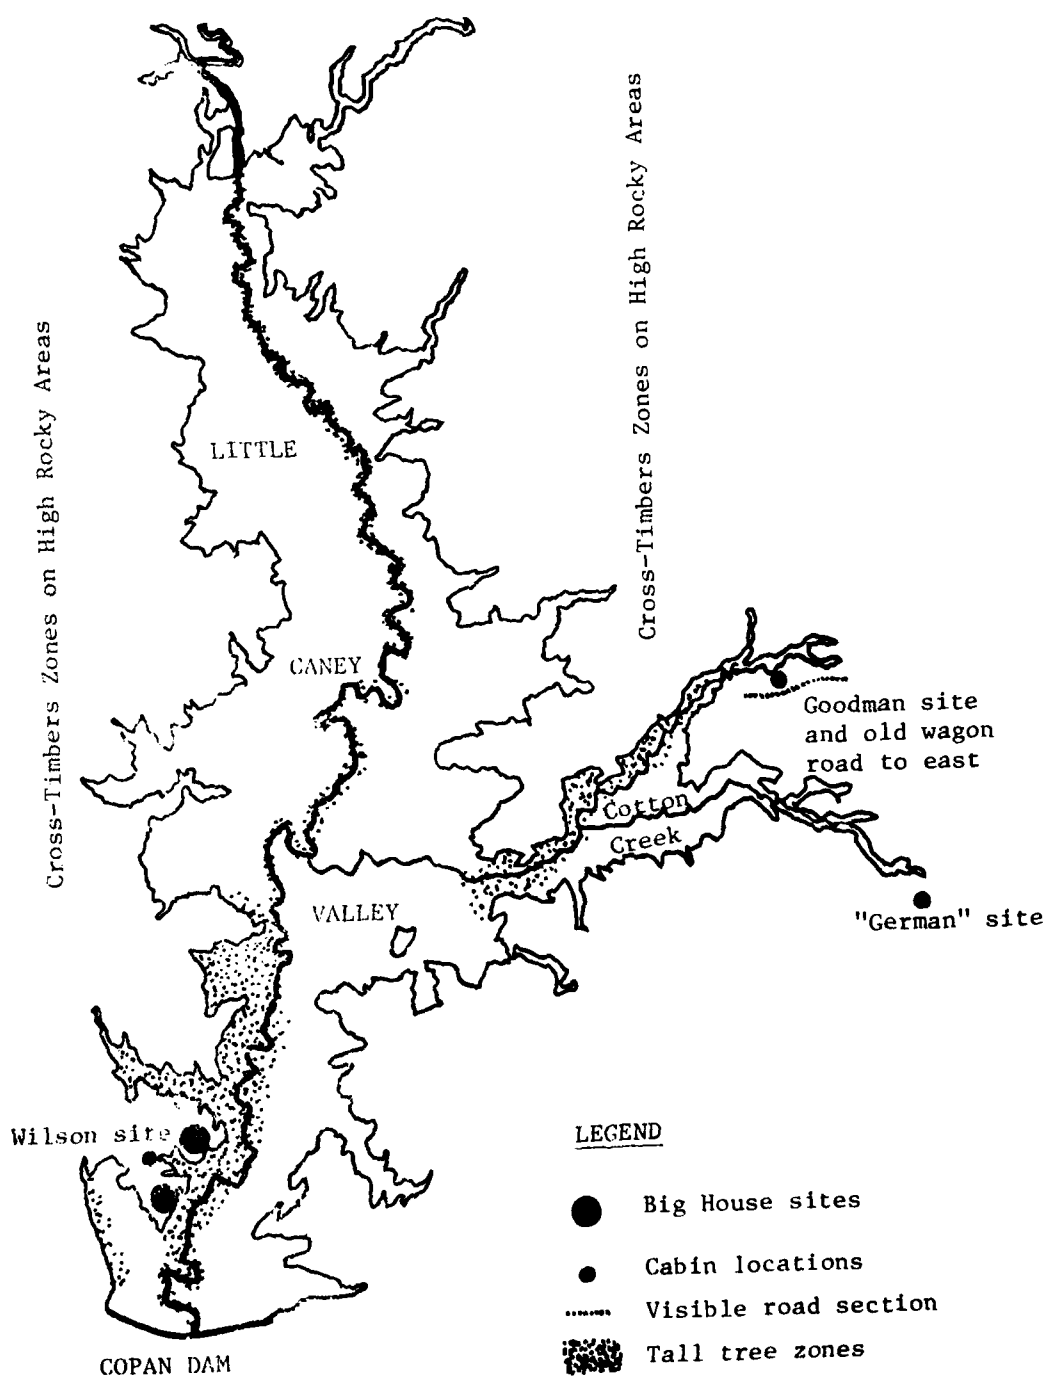 Cross-Timbers Zones on High Rocky Areas
Cross-Timbers Zones on High Rocky Areas
LITTLE
CANEY
Goodman site
and old wagon
road to east
Cotton
Creek
VALLEY
"German" site
Wilson site
LEGEND
Big House sites
Cabin locations
Visible road section
Tall tree zones
COPAN DAM